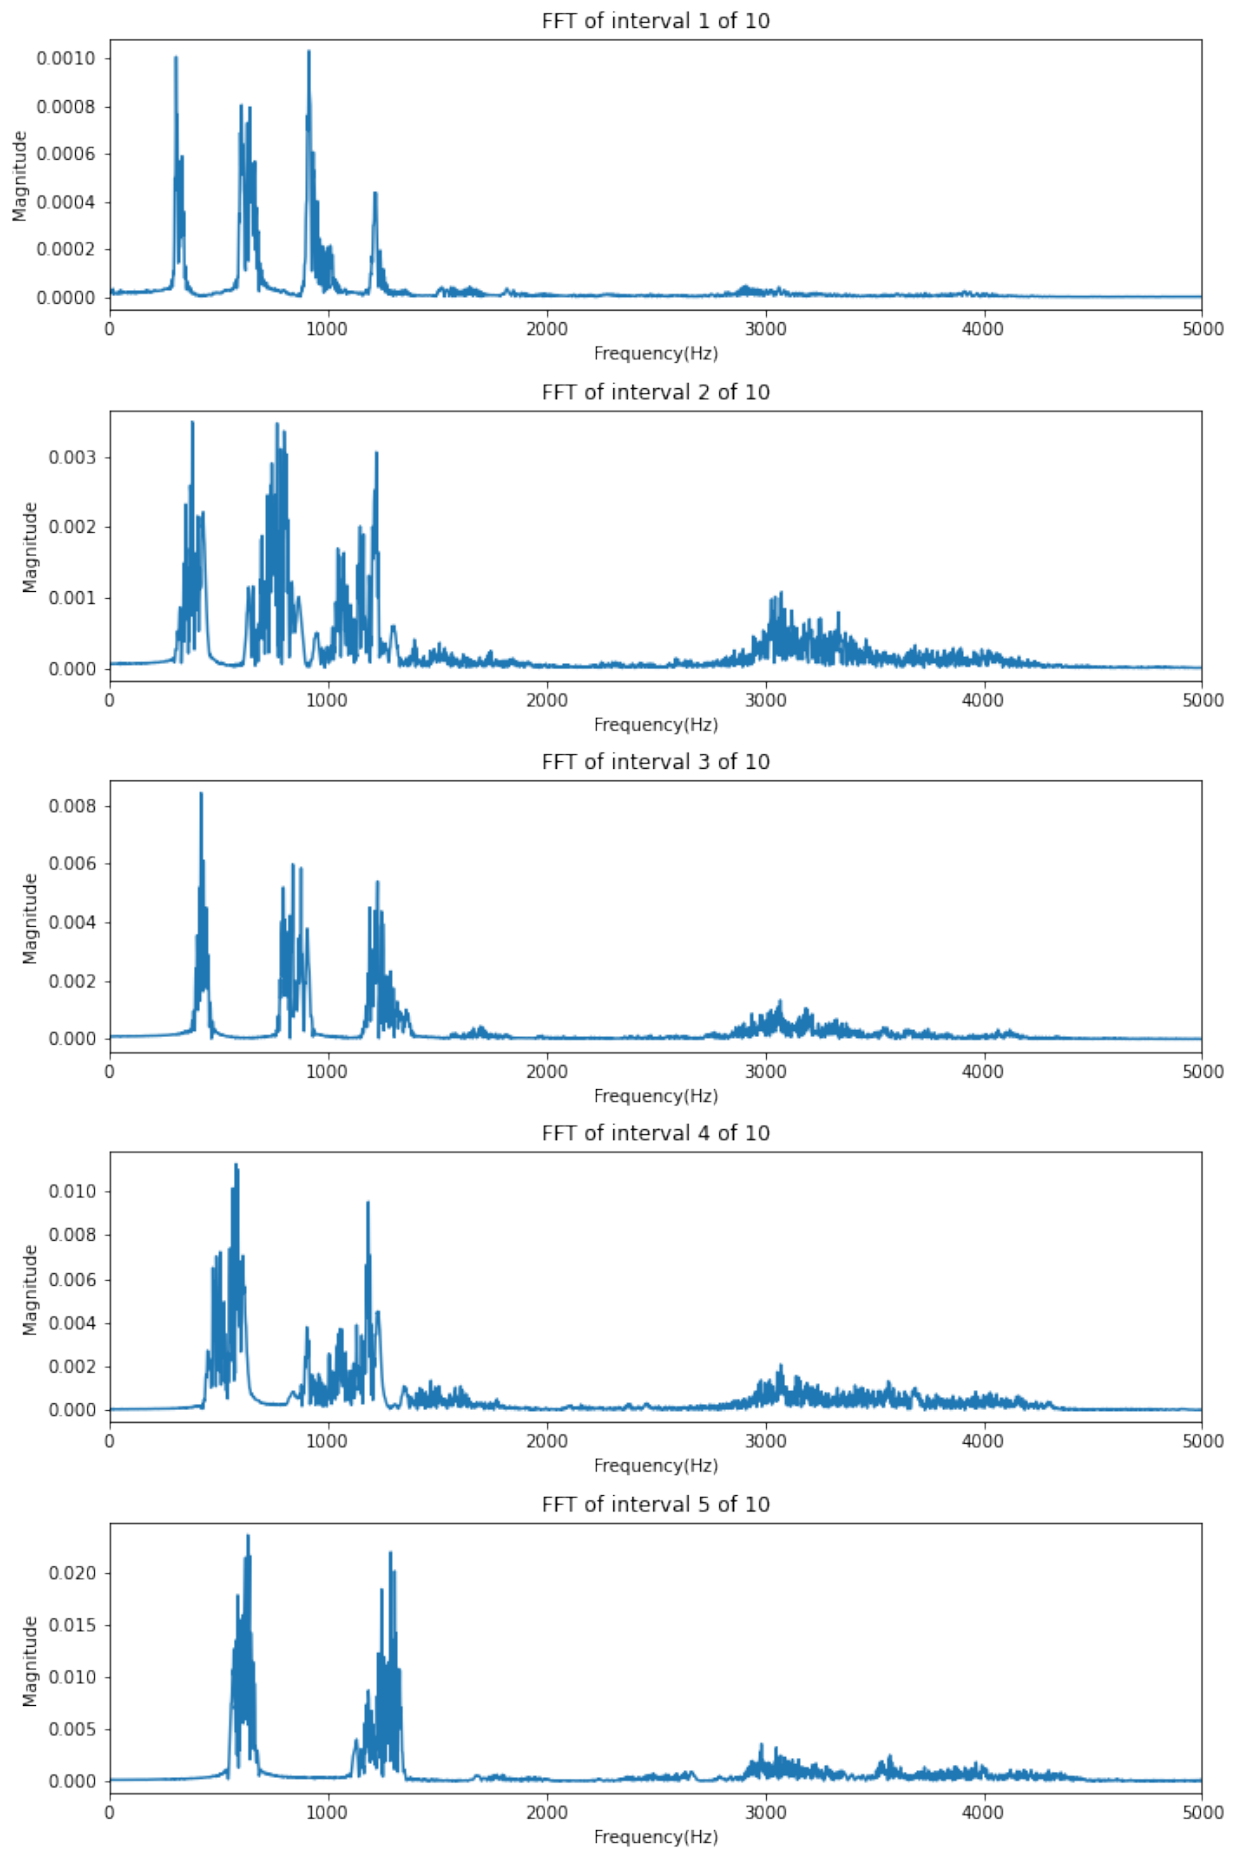 FFT of interval 1 of 10
Magnitude
0.0010
0.0008
0.0006
0.0004
0.0002
0.0000
0 1000 2000 3000 4000 5000
Frequency(Hz)
FFT of interval 2 of 10
Magnitude
0.003
0.002
0.001
0.000
0 1000 2000 3000 4000 5000
Frequency(Hz)
FFT of interval 3 of 10
Magnitude
0.008
0.006
0.004
0.002
0.000
0 1000 2000 3000 4000 5000
Frequency(Hz)
FFT of interval 4 of 10
Magnitude
0.010
0.008
0.006
0.004
0.002
0.000
0 1000 2000 3000 4000 5000
Frequency(Hz)
FFT of interval 5 of 10
Magnitude
0.020
0.015
0.010
0.005
0.000
0 1000 2000 3000 4000 5000
Frequency(Hz)